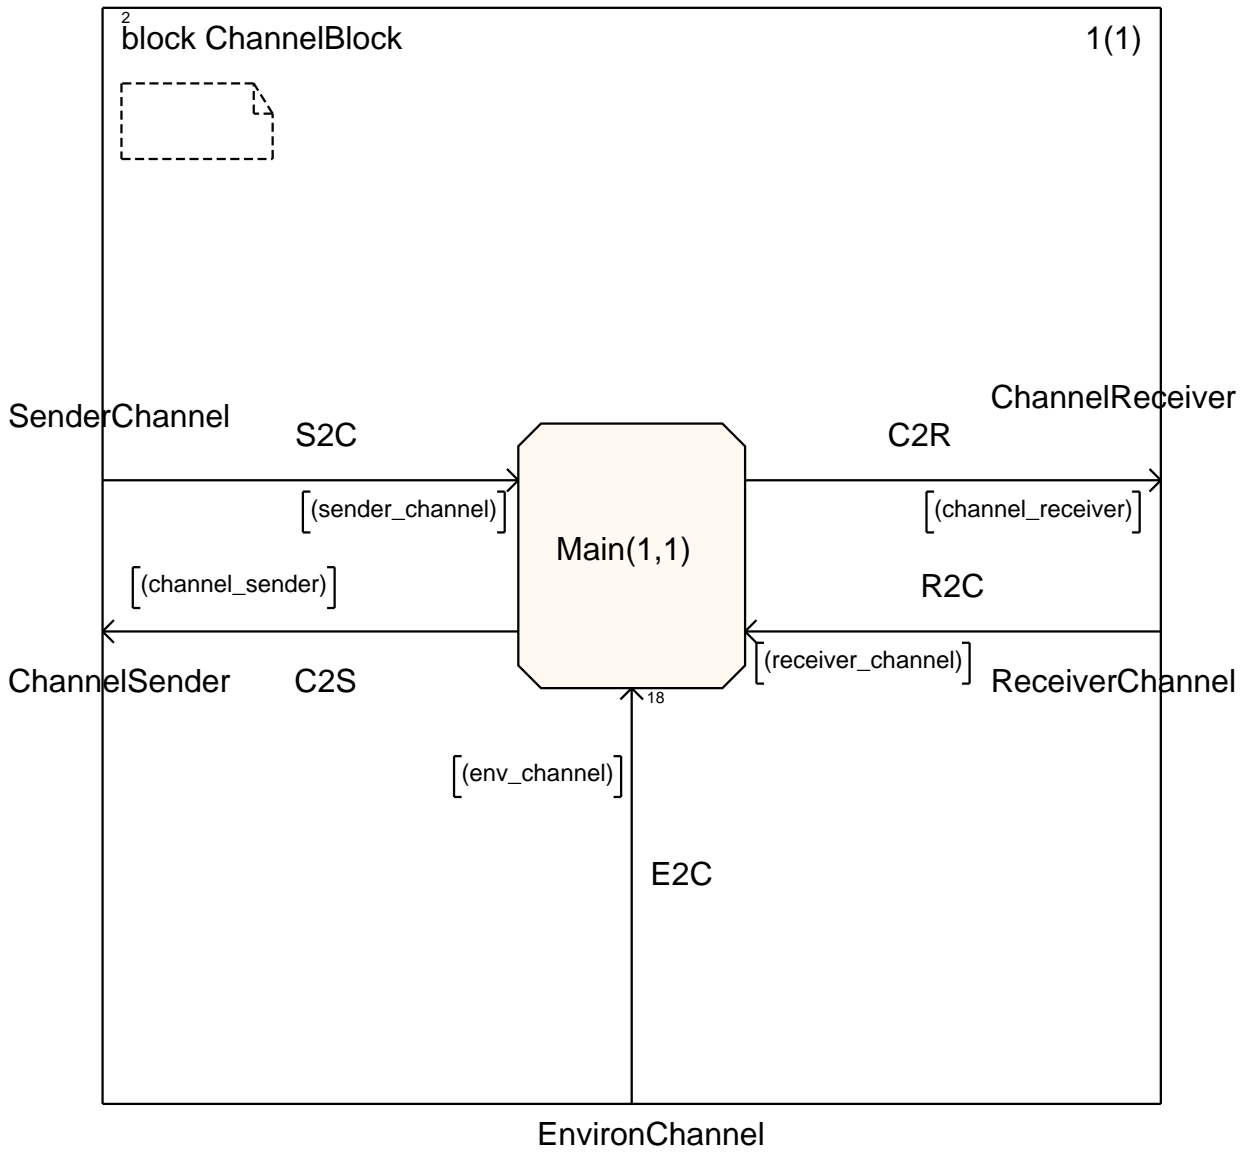 2
block ChannelBlock
1(1)
ChannelReceiver
SenderChannel
S2C
C2R
(sender_channel)
(channel_receiver)
Main(1,1)
(channel_sender)
R2C
(receiver_channel)
ChannelSender
C2S
ReceiverChannel
18
(env_channel)
E2C
EnvironChannel